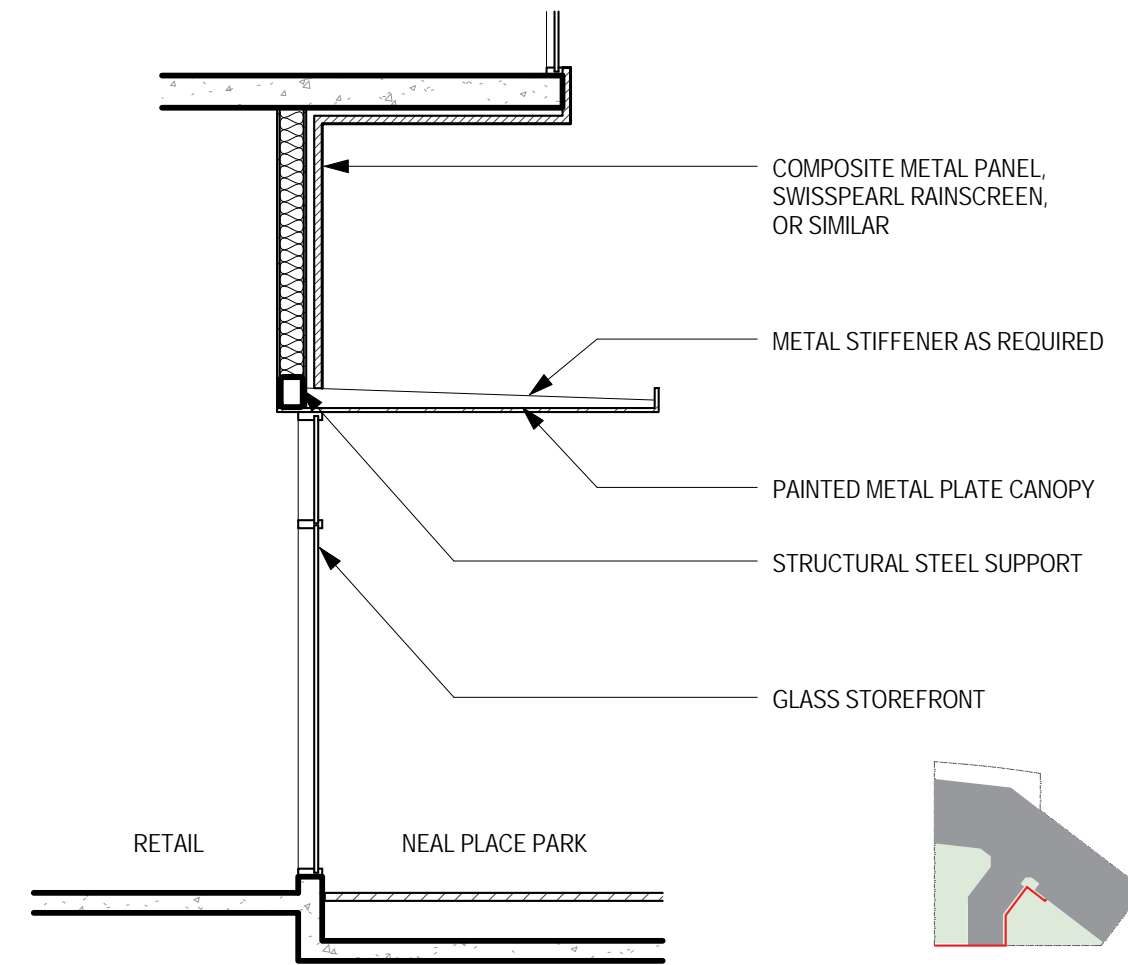 COMPOSITE METAL PANEL,
SWISSPEARL RAINSCREEN,
OR SIMILAR
METAL STIFFENER AS REQUIRED
PAINTED METAL PLATE CANOPY
STRUCTURAL STEEL SUPPORT
GLASS STOREFRONT
RETAIL
NEAL PLACE PARK